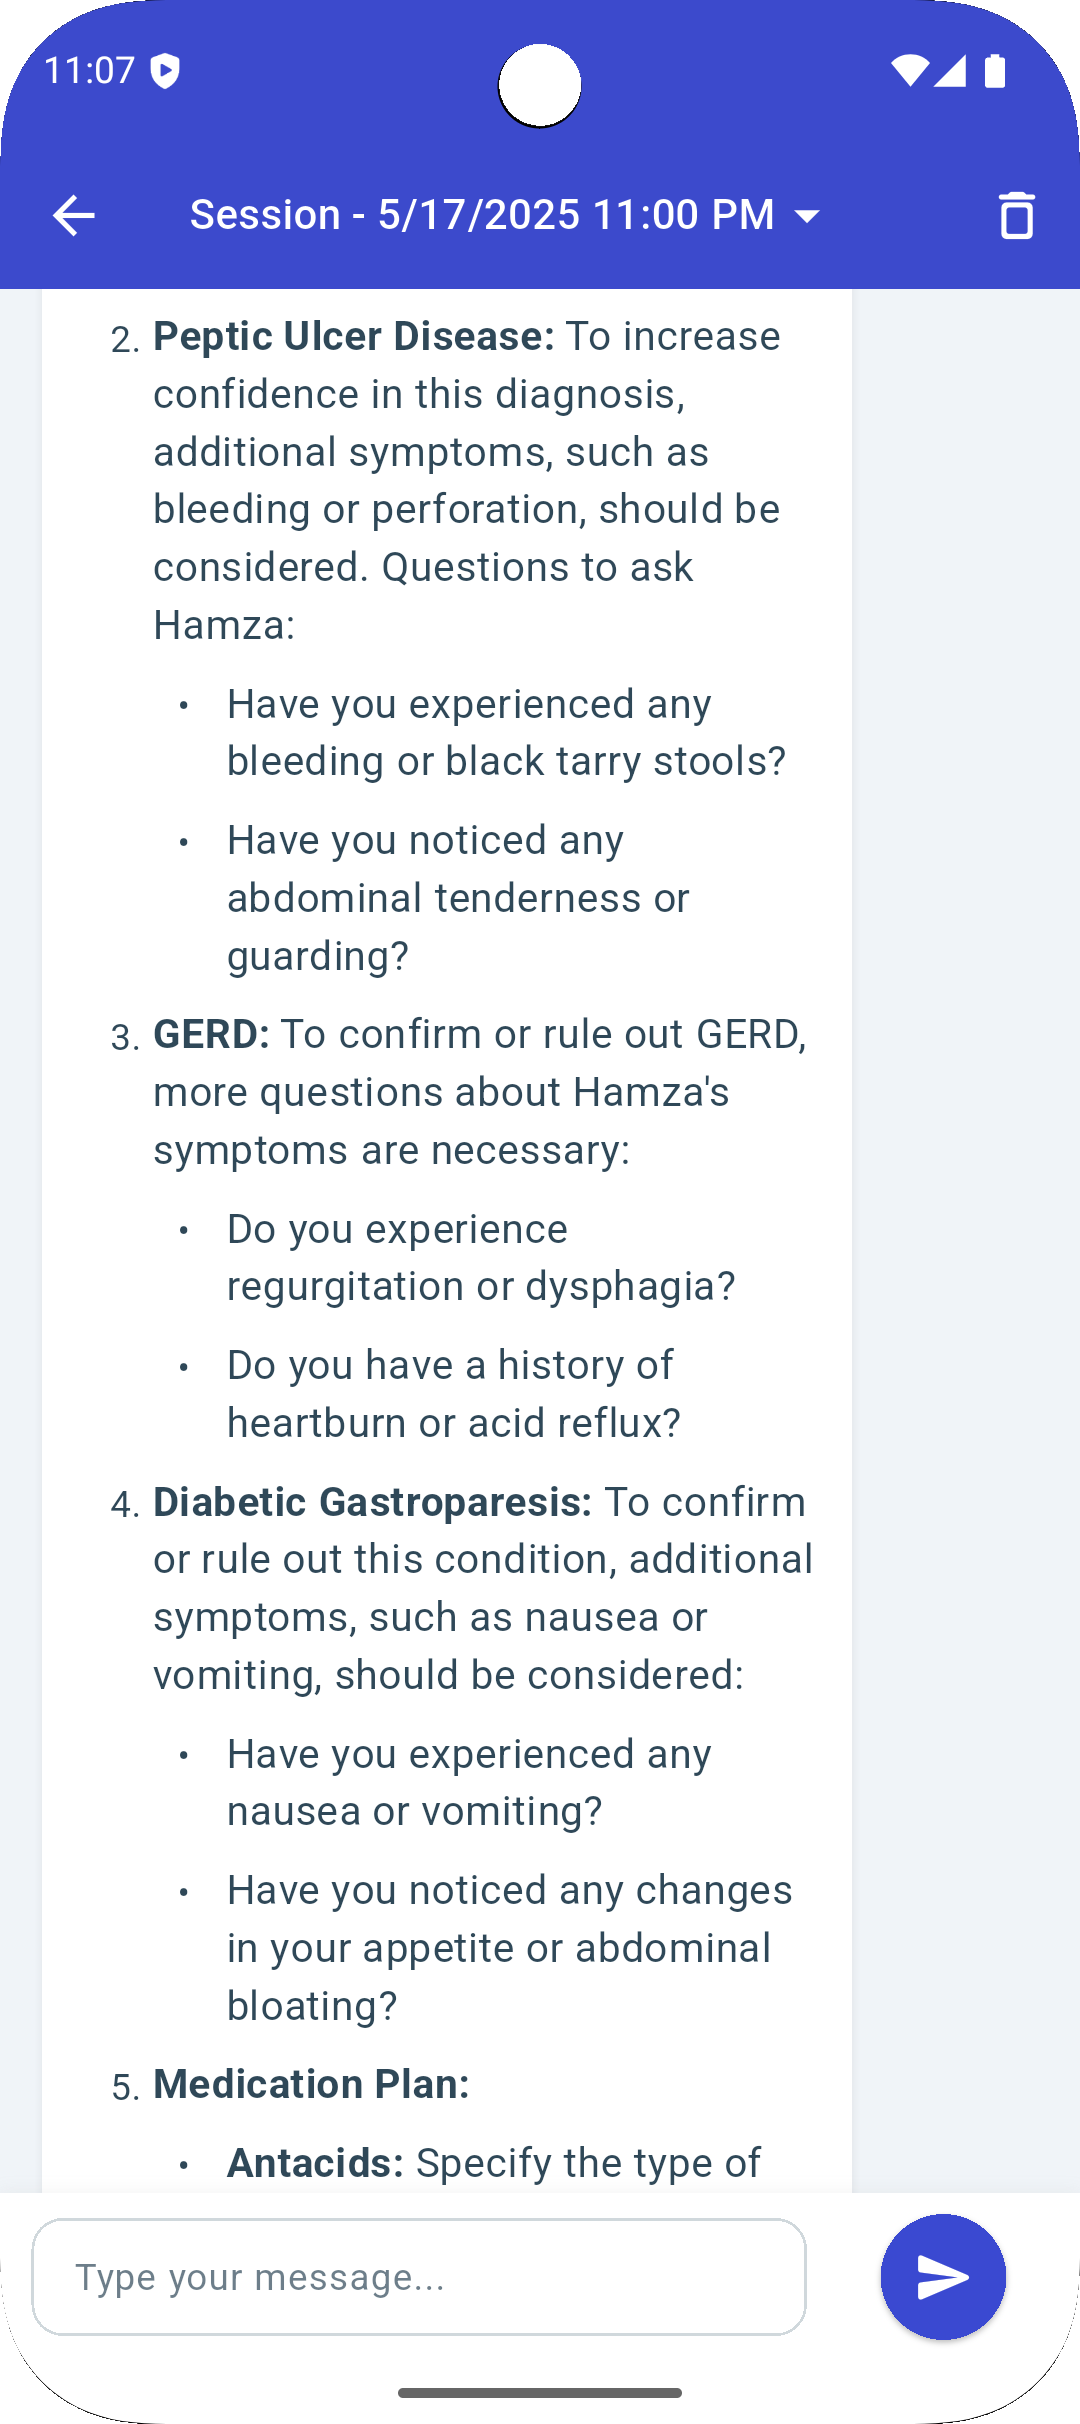 11:07
Session - 5/17/2025 11:00 PM
2. Peptic Ulcer Disease: To increase
confidence in this diagnosis,
additional symptoms, such as
bleeding or perforation, should be
considered. Questions to ask
Hamza:
• Have you experienced any
bleeding or black tarry stools?
• Have you noticed any
abdominal tenderness or
guarding?
3. GERD: To confirm or rule out GERD,
more questions about Hamza's
symptoms are necessary:
• Do you experience
regurgitation or dysphagia?
• Do you have a history of
heartburn or acid reflux?
4. Diabetic Gastroparesis: To confirm
or rule out this condition, additional
symptoms, such as nausea or
vomiting, should be considered:
• Have you experienced any
nausea or vomiting?
• Have you noticed any changes
in your appetite or abdominal
bloating?
5. Medication Plan:
• Antacids: Specify the type of
Type your message...